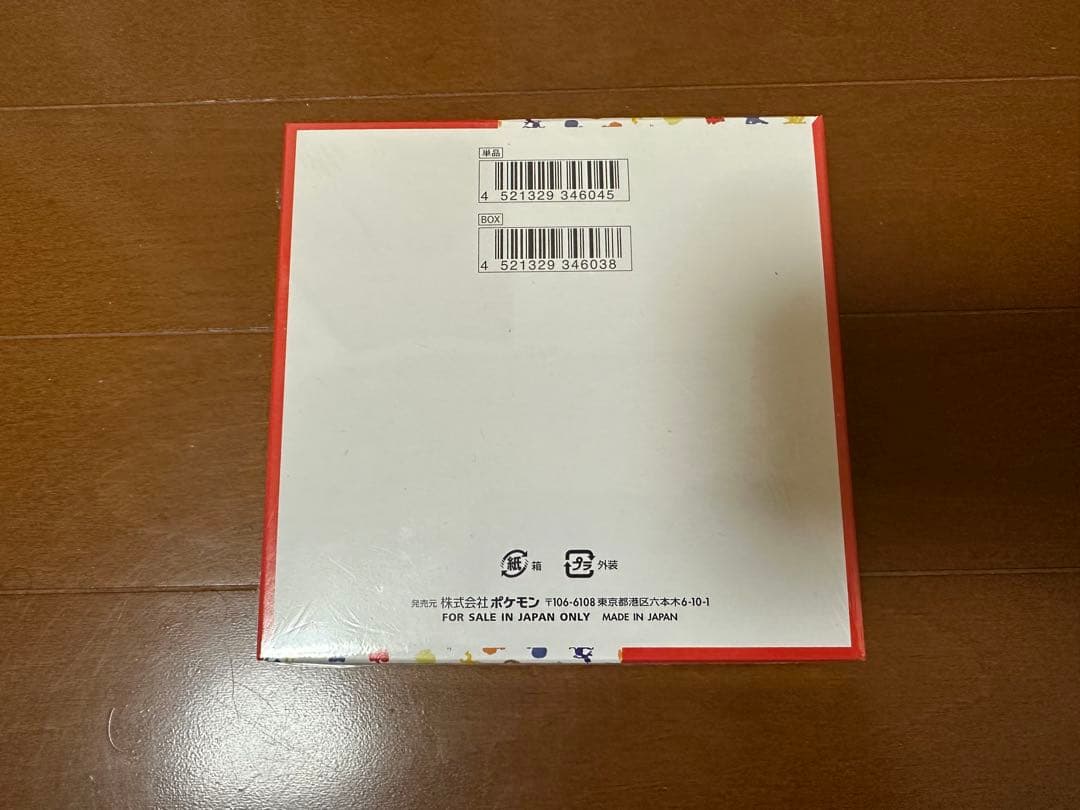 単品
4 521329 346045
BOX
4 521329 346038
紙 箱 プラ 外装
発売元 株式会社ポケモン 〒106-6108 東京都港区六本木6-10-1
FOR SALE IN JAPAN ONLY MADE IN JAPAN